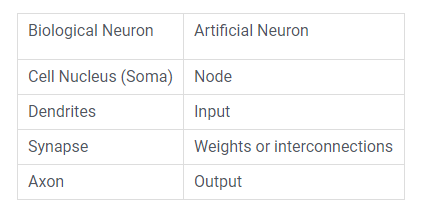 Biological Neuron Artificial Neuron
Cell Nucleus (Soma) Node
Dendrites Input
Synapse Weights or interconnections
Axon Output